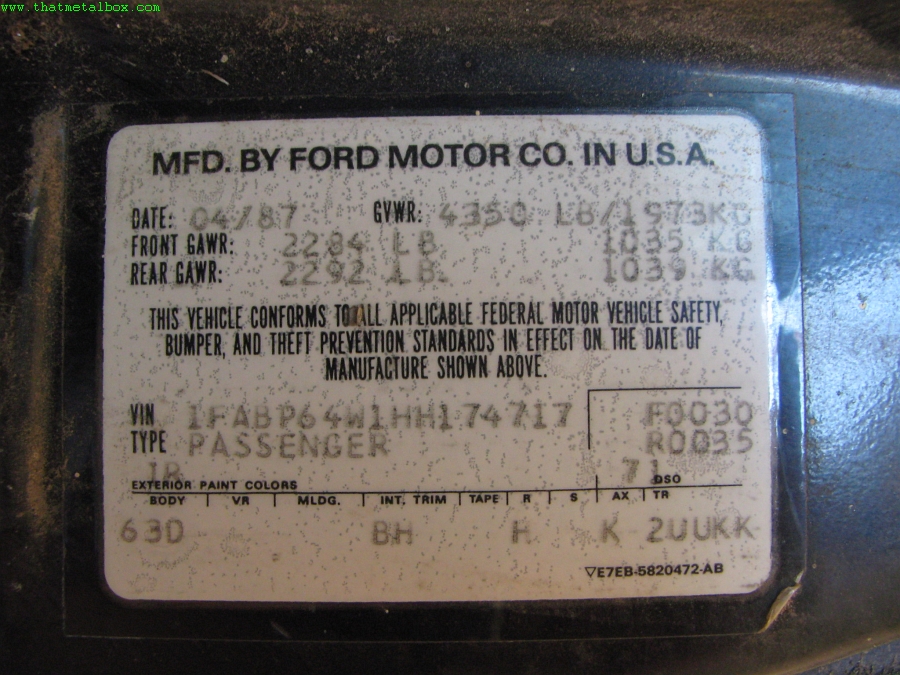 www.thatmetalbox.com
MFD. BY FORD MOTOR CO. IN U.S.A.
DATE: 04/87 GVWR: 4350 LB/1973KG
FRONT GAWR: 2284 LB 1035 KG
REAR GAWR: 2292 LB 1039 KG
THIS VEHICLE CONFORMS TO ALL APPLICABLE FEDERAL MOTOR VEHICLE SAFETY,
BUMPER, AND THEFT PREVENTION STANDARDS IN EFFECT ON THE DATE OF
MANUFACTURE SHOWN ABOVE.
VIN 1FABP64W1HH174717 F0030
TYPE PASSENGER R0035
1B 71 DSO
EXTERIOR PAINT COLORS
BODY VR MLDG. INT. TRIM TAPE R S AX TR
63D BH H K 2UUKK
▽E7EB-5820472-AB